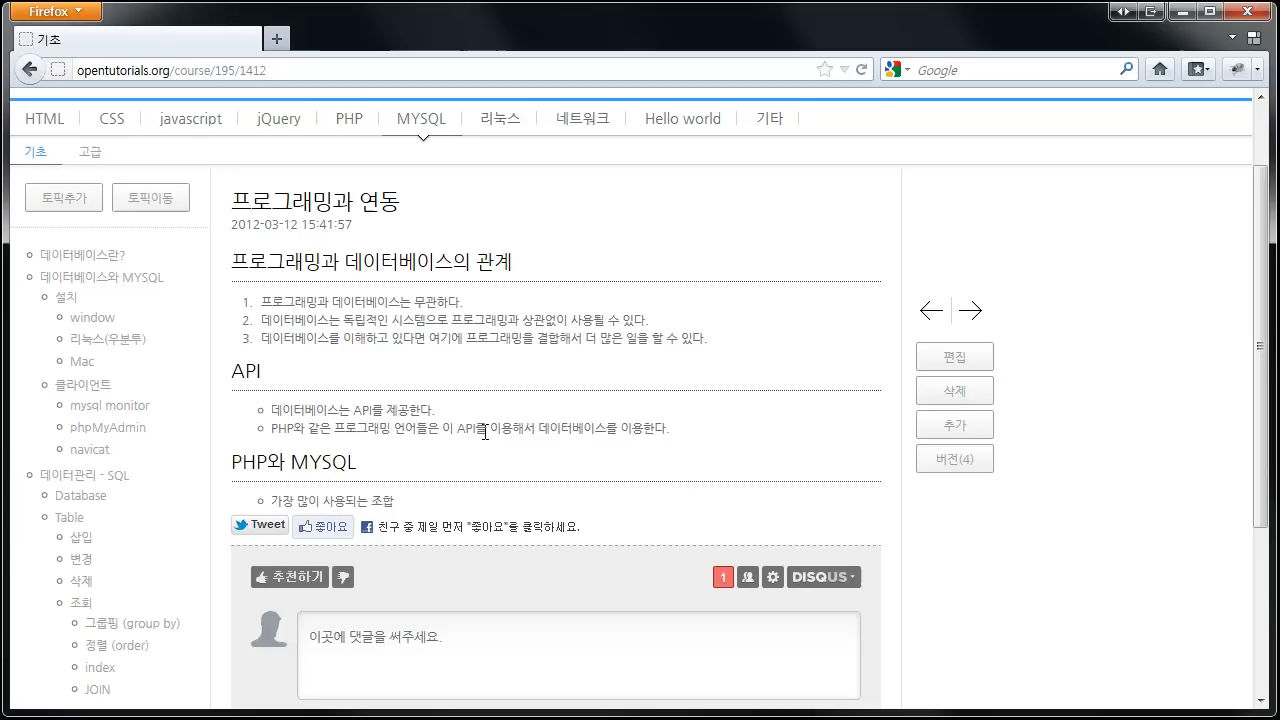 Firefox
기초
opentutorials.org/course/195/1412
Google
HTML
CSS
javascript
jQuery
PHP
MYSQL
리눅스
네트워크
Hello world
기타
기초
고급
토픽추가
토픽이동
데이터베이스란?
데이터베이스와 MYSQL
설치
window
리눅스(우분투)
Mac
클라이언트
mysql monitor
phpMyAdmin
navicat
데이터관리 - SQL
Database
Table
삽입
변경
삭제
조회
그룹핑 (group by)
정렬 (order)
index
JOIN
프로그래밍과 연동
2012-03-12 15:41:57
프로그래밍과 데이터베이스의 관계
1. 프로그래밍과 데이터베이스는 무관하다.
2. 데이터베이스는 독립적인 시스템으로 프로그래밍과 상관없이 사용될 수 있다.
3. 데이터베이스를 이해하고 있다면 여기에 프로그래밍을 결합해서 더 많은 일을 할 수 있다.
API
데이터베이스는 API를 제공한다.
PHP와 같은 프로그래밍 언어들은 이 API를 이용해서 데이터베이스를 이용한다.
PHP와 MYSQL
가장 많이 사용되는 조합
Tweet
좋아요
친구 중 제일 먼저 "좋아요"를 클릭하세요.
추천하기
1
DISQUS
이곳에 댓글을 써주세요.
편집
삭제
추가
버전(4)